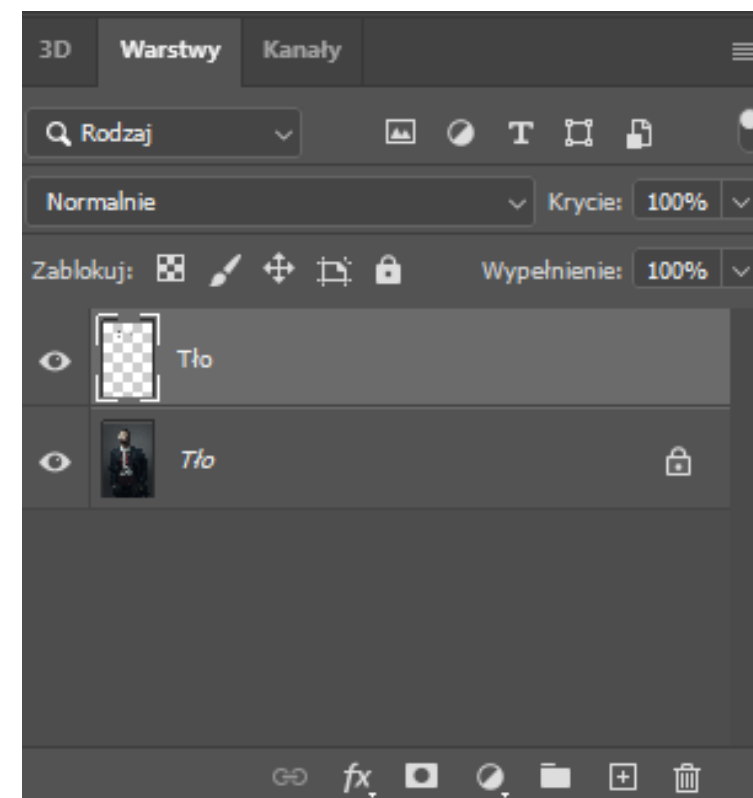 3D Warstwy Kanały
Rodzaj
Normalnie Krycie: 100%
Zablokuj: Wypełnienie: 100%
Tło
Tło
fx